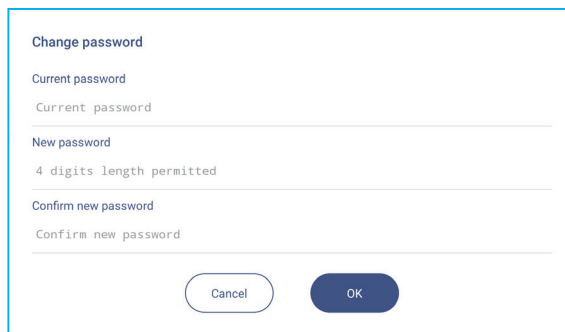 Change password
Current password
Current password
New password
4 digits length permitted
Confirm new password
Confirm new password
Cancel OK